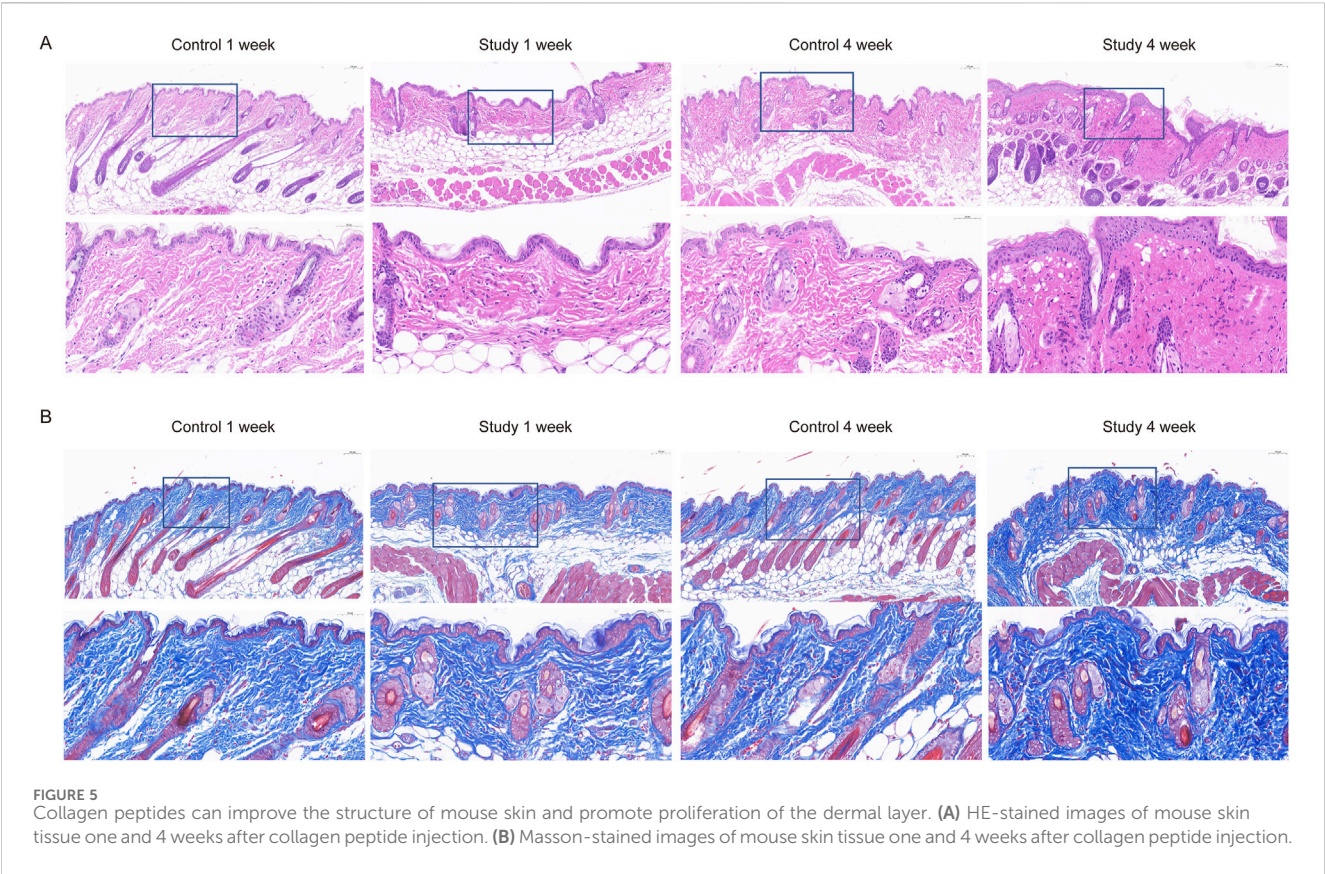 A
Control 1 week
Study 1 week
Control 4 week
Study 4 week
B
Control 1 week
Study 1 week
Control 4 week
Study 4 week
FIGURE 5
Collagen peptides can improve the structure of mouse skin and promote proliferation of the dermal layer. (A) HE-stained images of mouse skin
tissue one and 4 weeks after collagen peptide injection. (B) Masson-stained images of mouse skin tissue one and 4 weeks after collagen peptide injection.